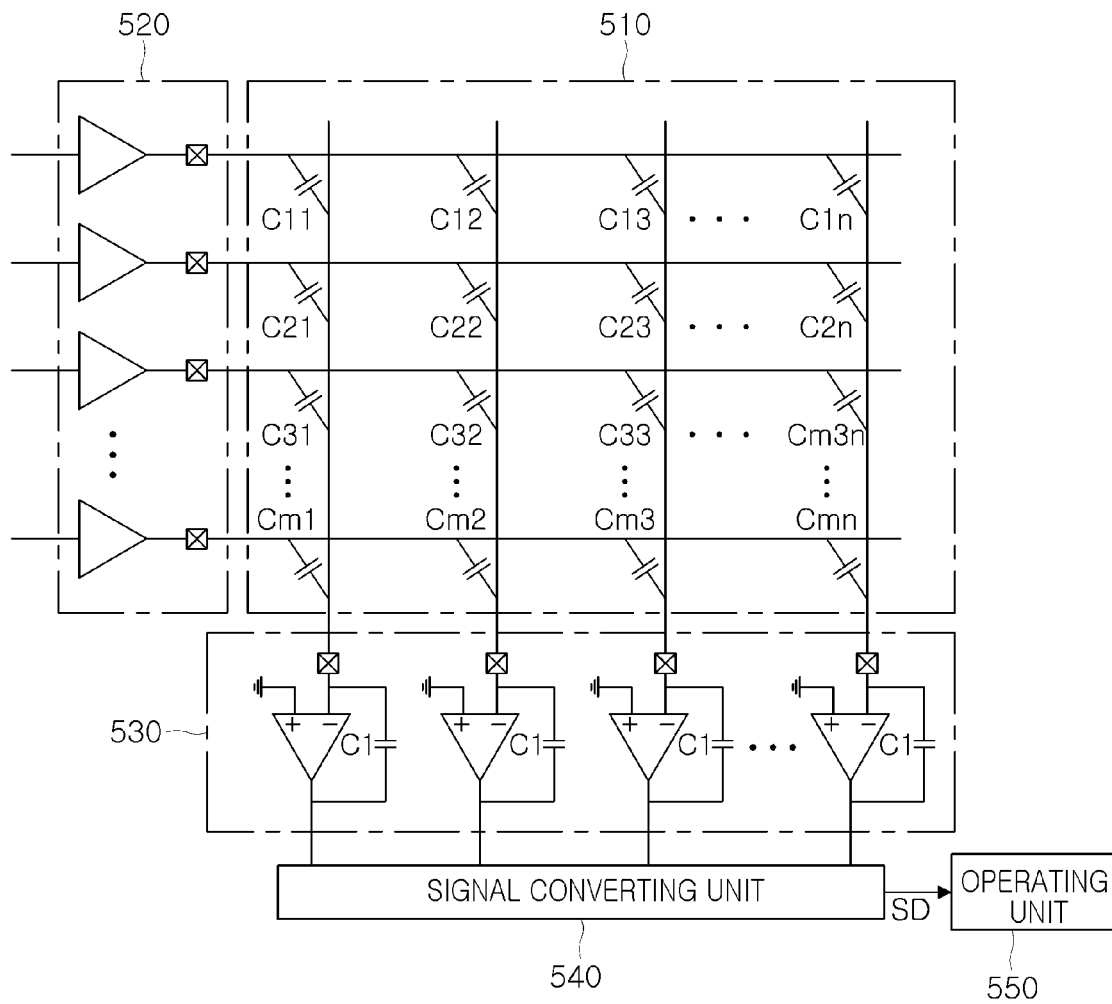 520 510
C11 C12 C13 . . . C1n
C21 C22 C23 . . . C2n
C31 C32 C33 . . . Cm3n
Cm1 Cm2 Cm3 Cmn
530
+ − C1 + − C1 + − C1 . . . + − C1
SIGNAL CONVERTING UNIT
SD
OPERATING
UNIT
540
550